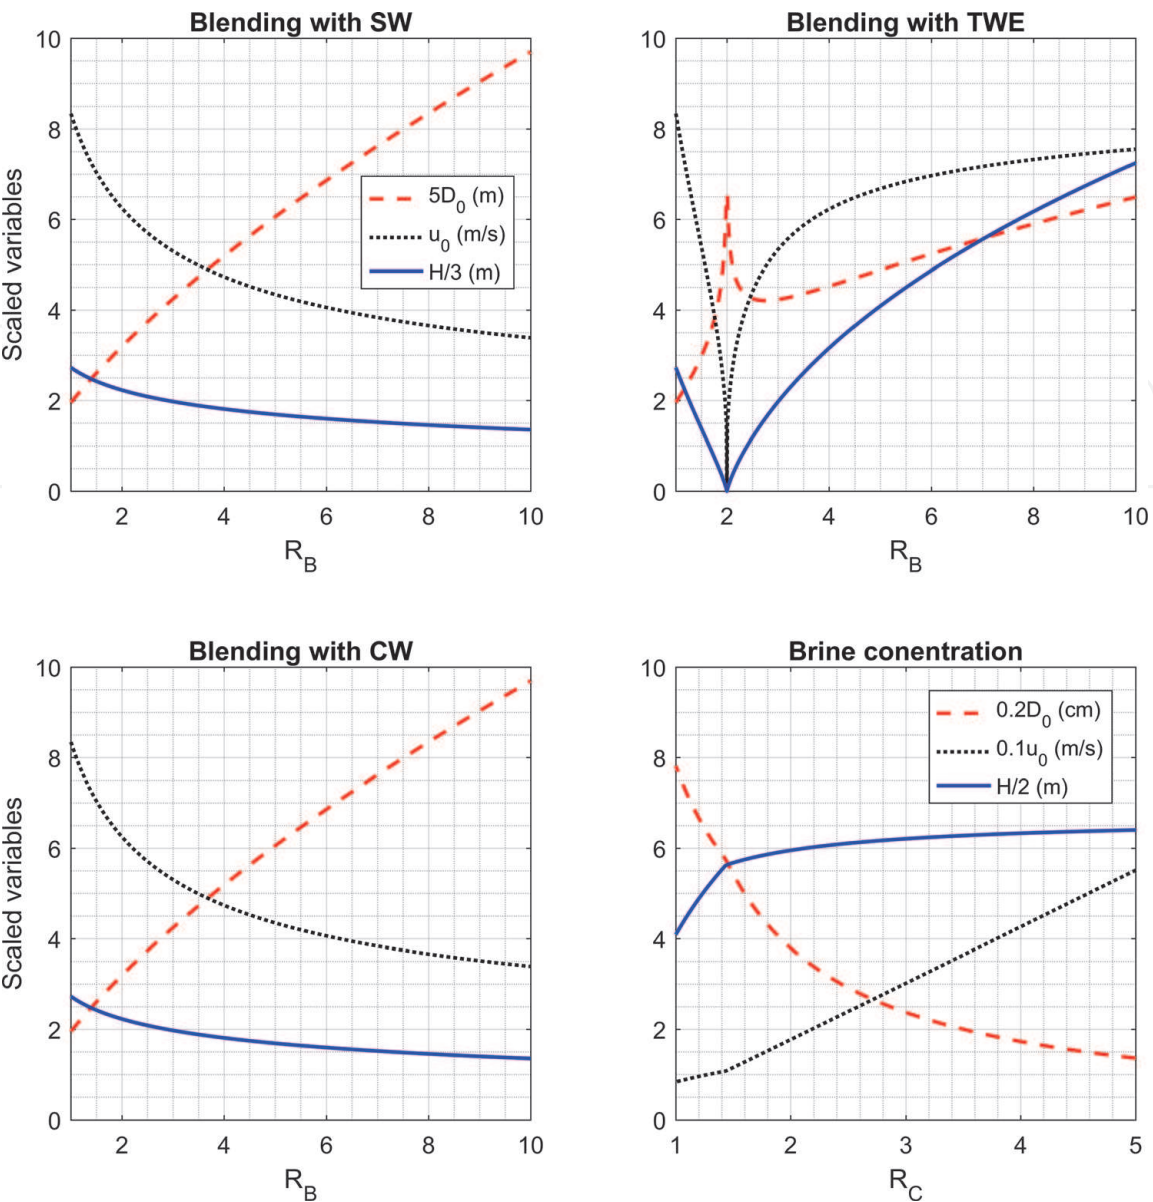 Blending with SW
10
8
6
4
2
0
Scaled variables
5D0 (m)
u0 (m/s)
H/3 (m)
2 4 6 8 10
RB
Blending with TWE
10
8
6
4
2
0
2 4 6 8 10
RB
Blending with CW
10
8
6
4
2
0
Scaled variables
2 4 6 8 10
RB
Brine conentration
10
8
6
4
2
0
0.2D0 (cm)
0.1u0 (m/s)
H/2 (m)
1 2 3 4 5
RC